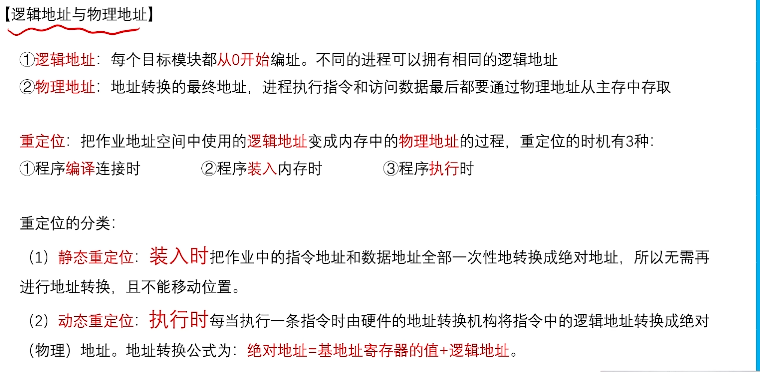 【逻辑地址与物理地址】
①逻辑地址：每个目标模块都从0开始编址。不同的进程可以拥有相同的逻辑地址
②物理地址：地址转换的最终地址，进程执行指令和访问数据最后都要通过物理地址从主存中存取
重定位：把作业地址空间中使用的逻辑地址变成内存中的物理地址的过程，重定位的时机有3种：
①程序编译连接时 ②程序装入内存时 ③程序执行时
重定位的分类：
（1）静态重定位：装入时把作业中的指令地址和数据地址全部一次性地转换成绝对地址，所以无需再
进行地址转换，且不能移动位置。
（2）动态重定位：执行时每当执行一条指令时由硬件的地址转换机构将指令中的逻辑地址转换成绝对
（物理）地址。地址转换公式为：绝对地址=基地址寄存器的值+逻辑地址。